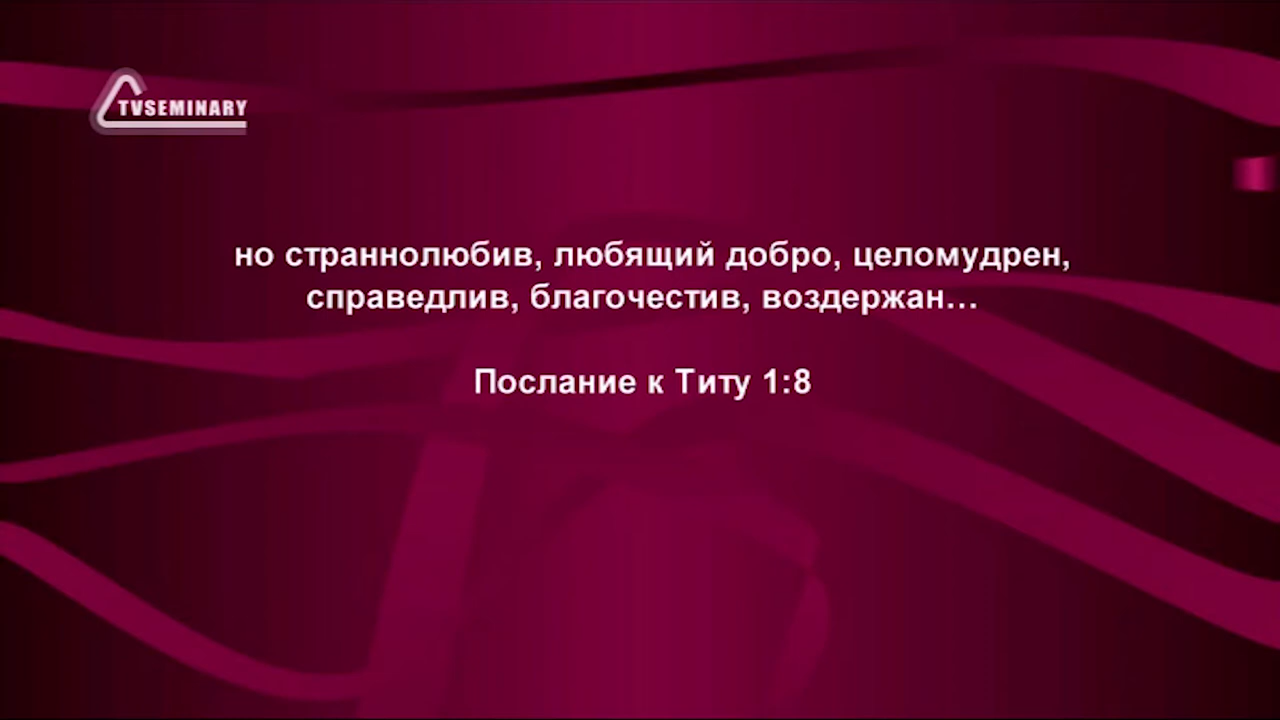 TVSEMINARY
но страннолюбив, любящий добро, целомудрен,
справедлив, благочестив, воздержан...
Послание к Титу 1:8